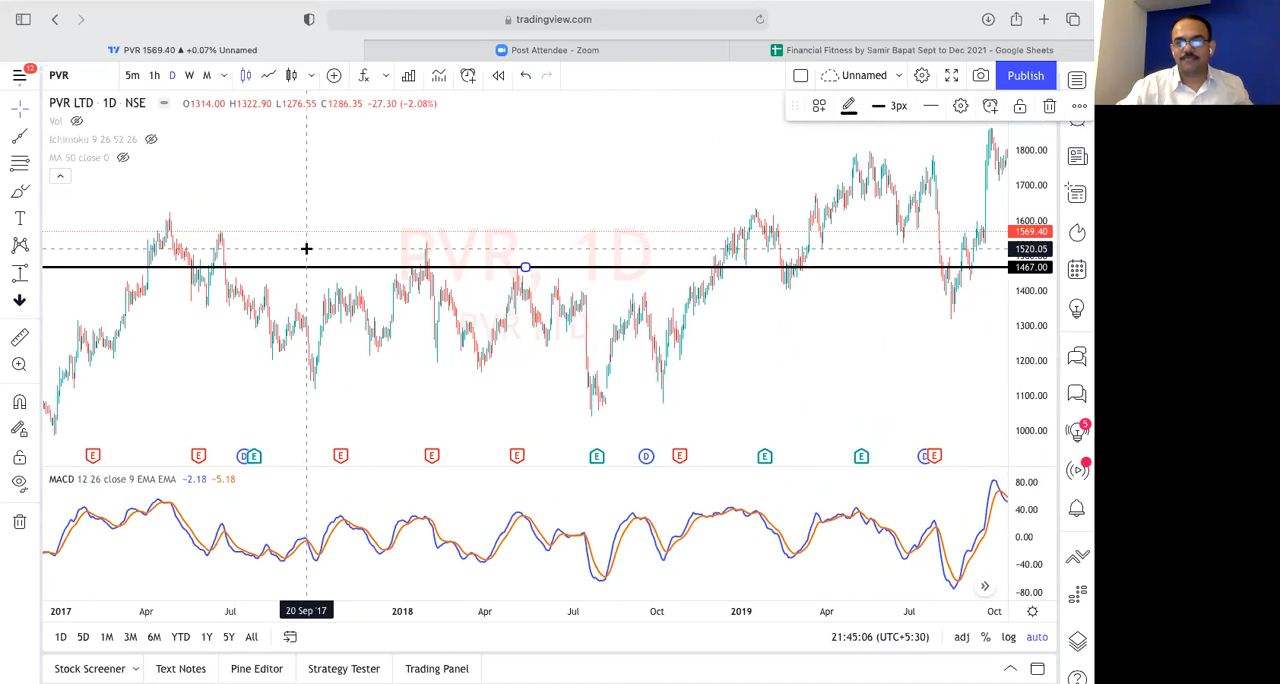 tradingview.com
PVR 1569.40 ▲ +0.07% Unnamed
Post Attendee - Zoom
Financial Fitness by Samir Bapat Sept to Dec 2021 - Google Sheets
12
PVR
5m 1h D W M
Unnamed
Publish
PVR LTD · 1D · NSE
O1314.00 H1322.90 L1276.55 C1286.35 -27.30 (-2.08%)
3px
Vol
Ichimoku 9 26 52 26
MA 50 close 0
PVR, 1D
PVR LTD
1800.00
1700.00
1600.00
1569.40
1520.05
1467.00
1400.00
1300.00
1200.00
1100.00
1000.00
E E D E E E E E D E E E D E
5
MACD 12 26 close 9 EMA EMA −2.18 −5.18
80.00
40.00
0.00
−40.00
−80.00
2017 Apr Jul 20 Sep '17 2018 Apr Jul Oct 2019 Apr Jul Oct
1D 5D 1M 3M 6M YTD 1Y 5Y All
21:45:06 (UTC+5:30) adj % log auto
Stock Screener Text Notes Pine Editor Strategy Tester Trading Panel